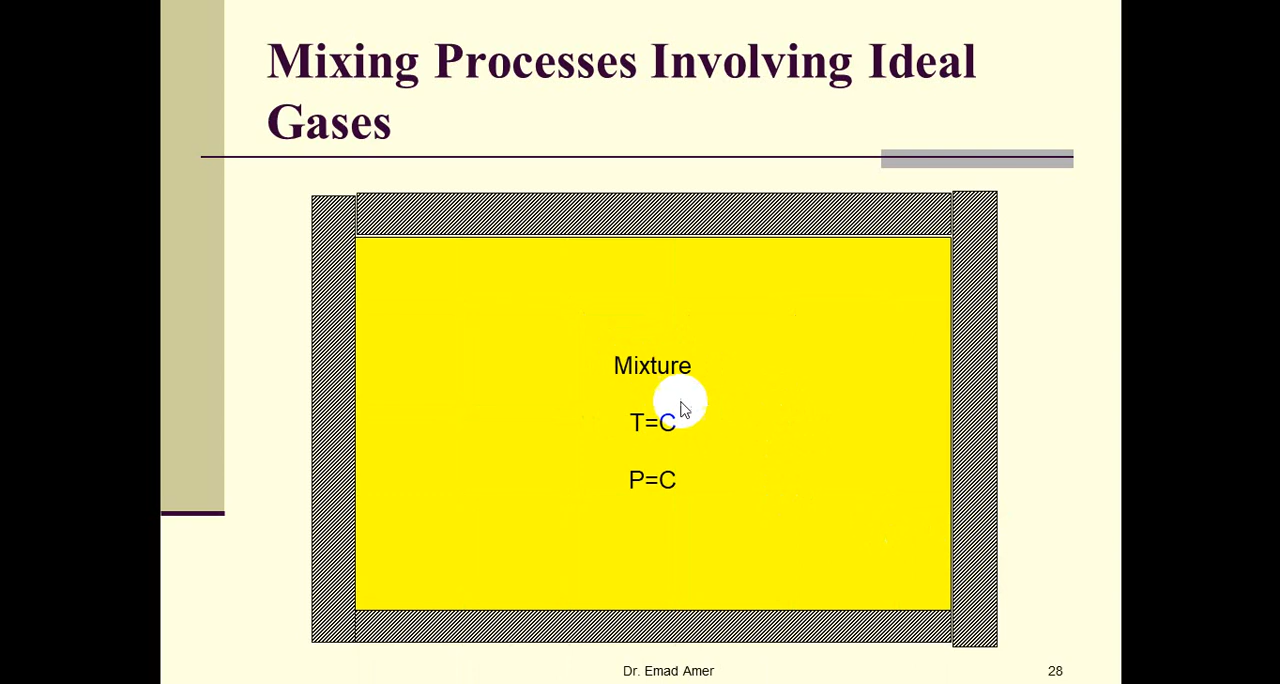 Mixing Processes Involving Ideal
Gases
Mixture
T=C
P=C
Dr. Emad Amer
28